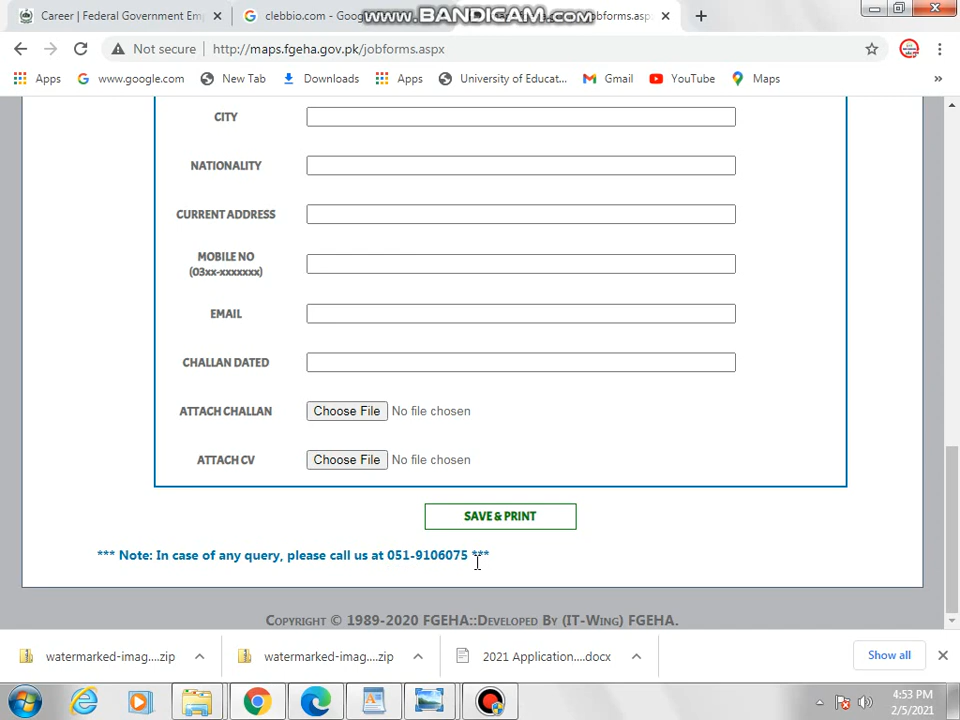 Career | Federal Government Emp
clebbio.com - Goog
WWW.BANDICAM.COM
obforms.asp
Not secure | http://maps.fgeha.gov.pk/jobforms.aspx
Apps www.google.com New Tab Downloads Apps University of Educat... Gmail YouTube Maps »
CITY
NATIONALITY
CURRENT ADDRESS
MOBILE NO
(03xx-xxxxxxx)
EMAIL
CHALLAN DATED
ATTACH CHALLAN Choose File No file chosen
ATTACH CV Choose File No file chosen
SAVE & PRINT
*** Note: In case of any query, please call us at 051-9106075 ***
Copyright © 1989-2020 FGEHA::Developed By (IT-Wing) FGEHA.
watermarked-imag....zip watermarked-imag....zip 2021 Application....docx Show all
4:53 PM
2/5/2021